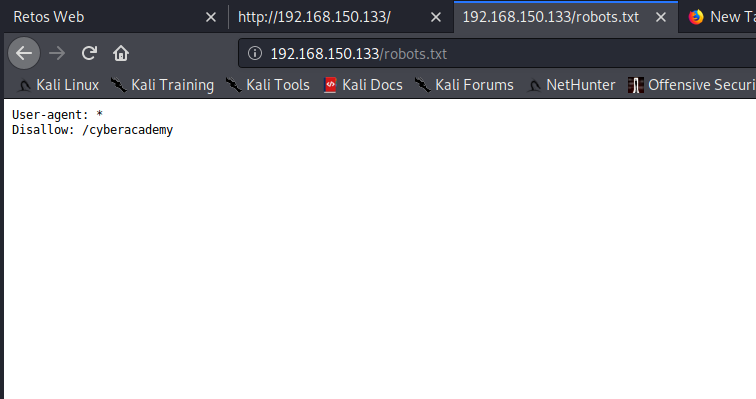 Retos Web
http://192.168.150.133/
192.168.150.133/robots.txt
New Ta
192.168.150.133/robots.txt
Kali Linux
Kali Training
Kali Tools
Kali Docs
Kali Forums
NetHunter
Offensive Securi
User-agent: *
Disallow: /cyberacademy